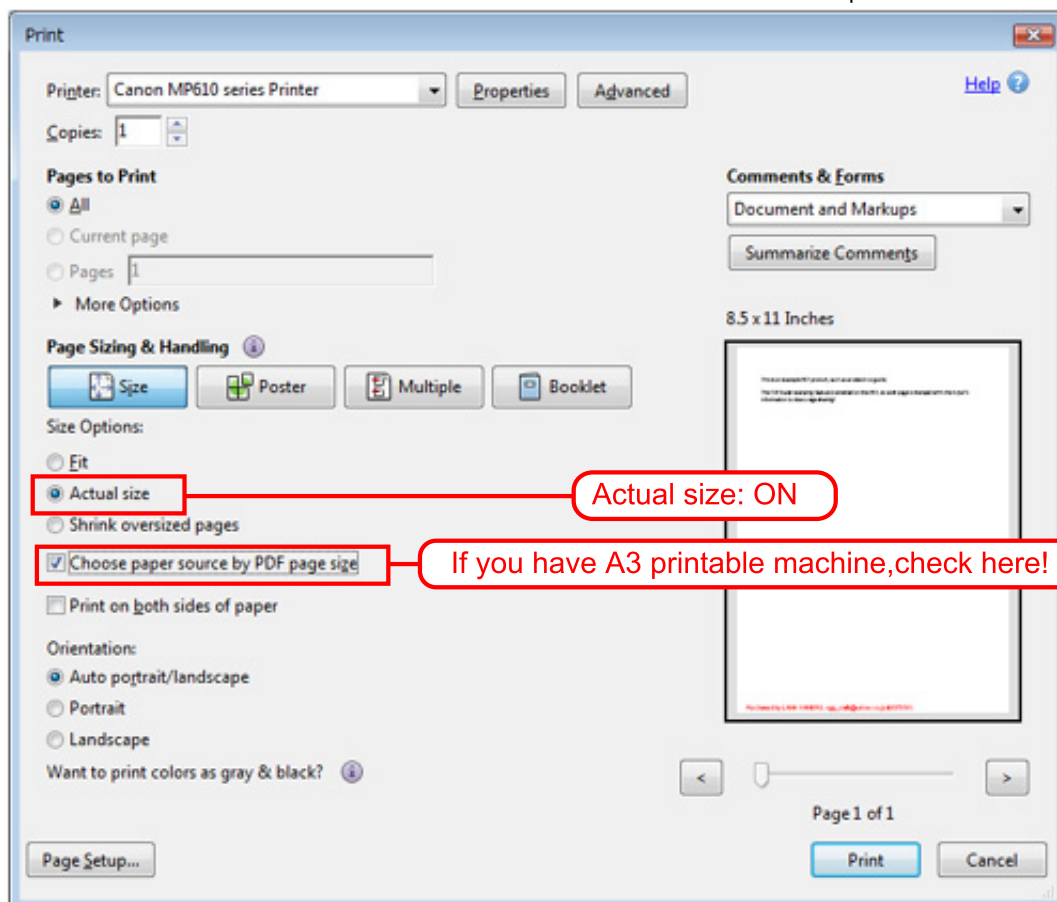 Print
Printer: Canon MP610 series Printer Properties Advanced Help
Copies: 1
Pages to Print
All
Current page
Pages 1
More Options
Comments & Forms
Document and Markups
Summarize Comments
8.5 x 11 Inches
Page Sizing & Handling
Size Poster Multiple Booklet
Size Options:
Fit
Actual size
Actual size: ON
Shrink oversized pages
Choose paper source by PDF page size
If you have A3 printable machine,check here!
Print on both sides of paper
Orientation:
Auto portrait/landscape
Portrait
Landscape
Want to print colors as gray & black?
< >
Page 1 of 1
Page Setup... Print Cancel